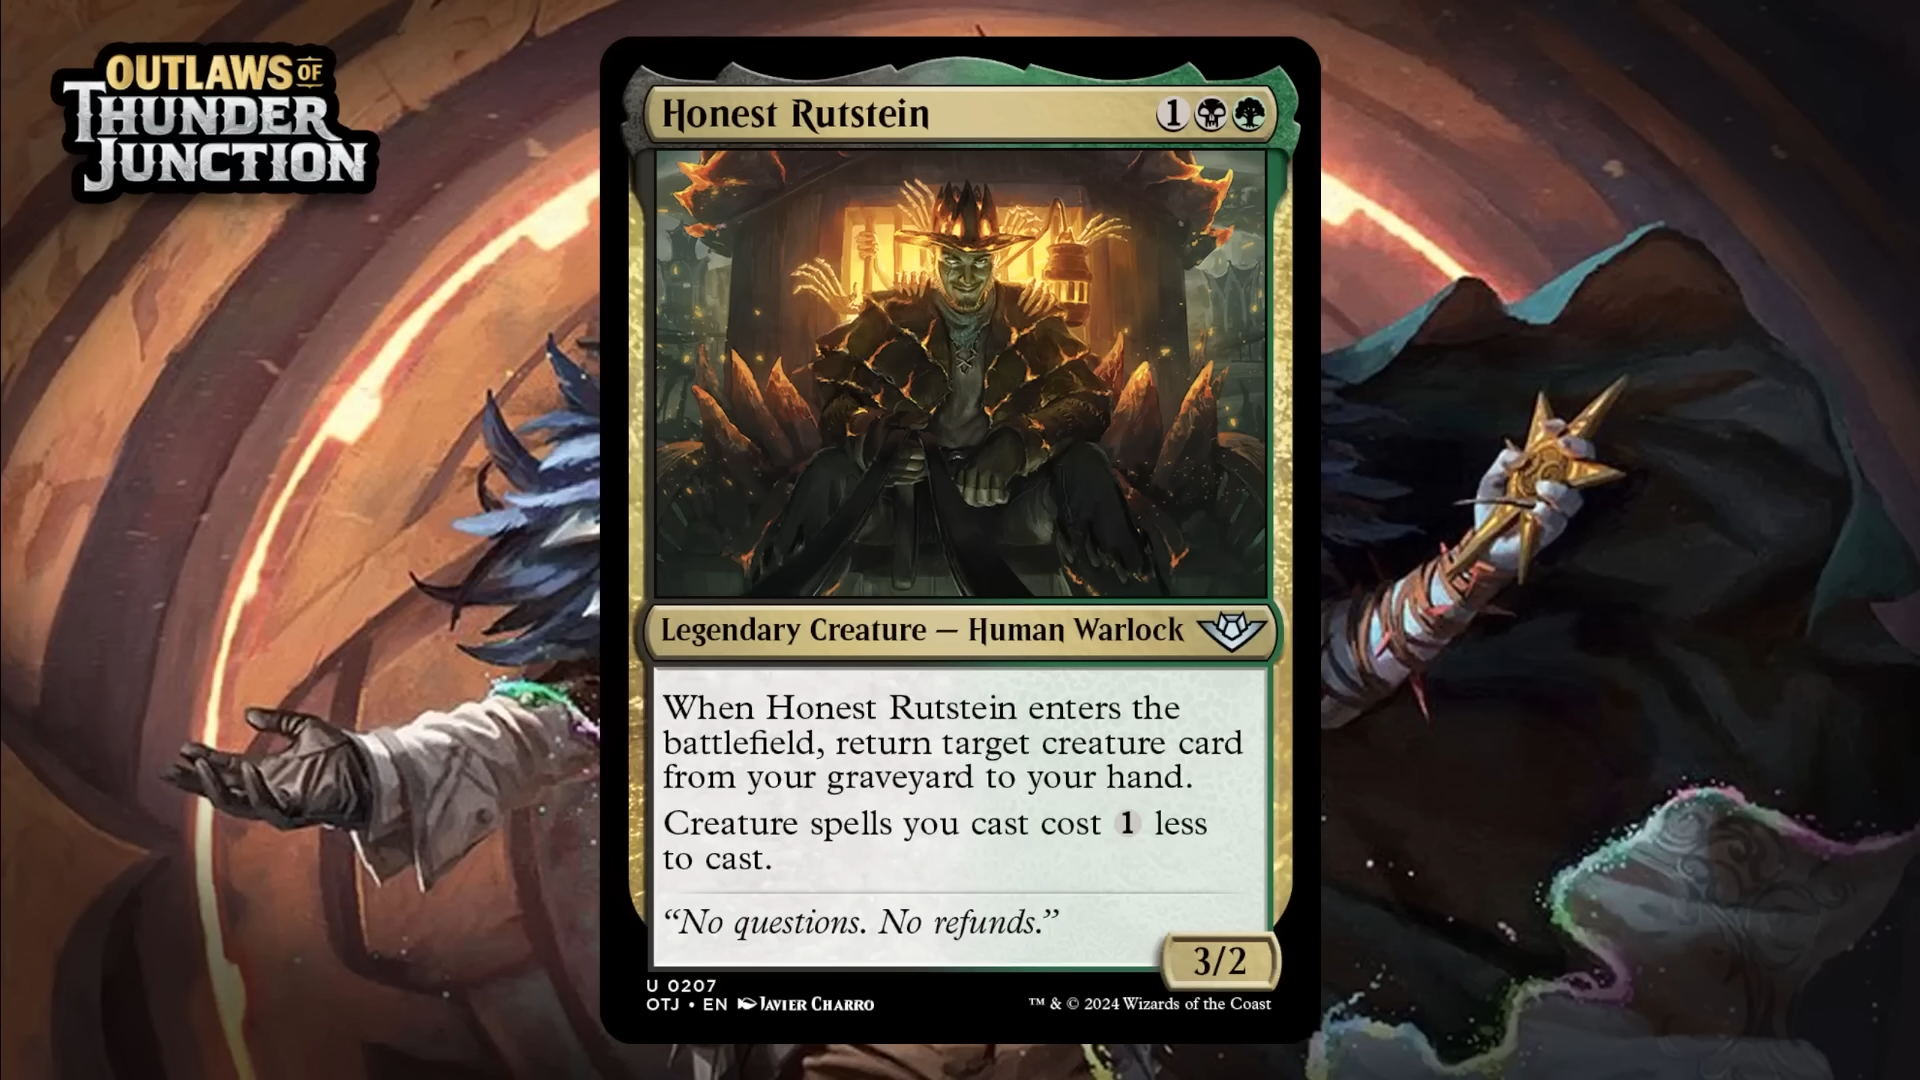 OUTLAWS OF
THUNDER
JUNCTION
Honest Rutstein
1
Legendary Creature — Human Warlock
When Honest Rutstein enters the
battlefield, return target creature card
from your graveyard to your hand.
Creature spells you cast cost 1 less
to cast.
“No questions. No refunds.”
3/2
U 0207
OTJ • EN JAVIER CHARRO
™ & © 2024 Wizards of the Coast